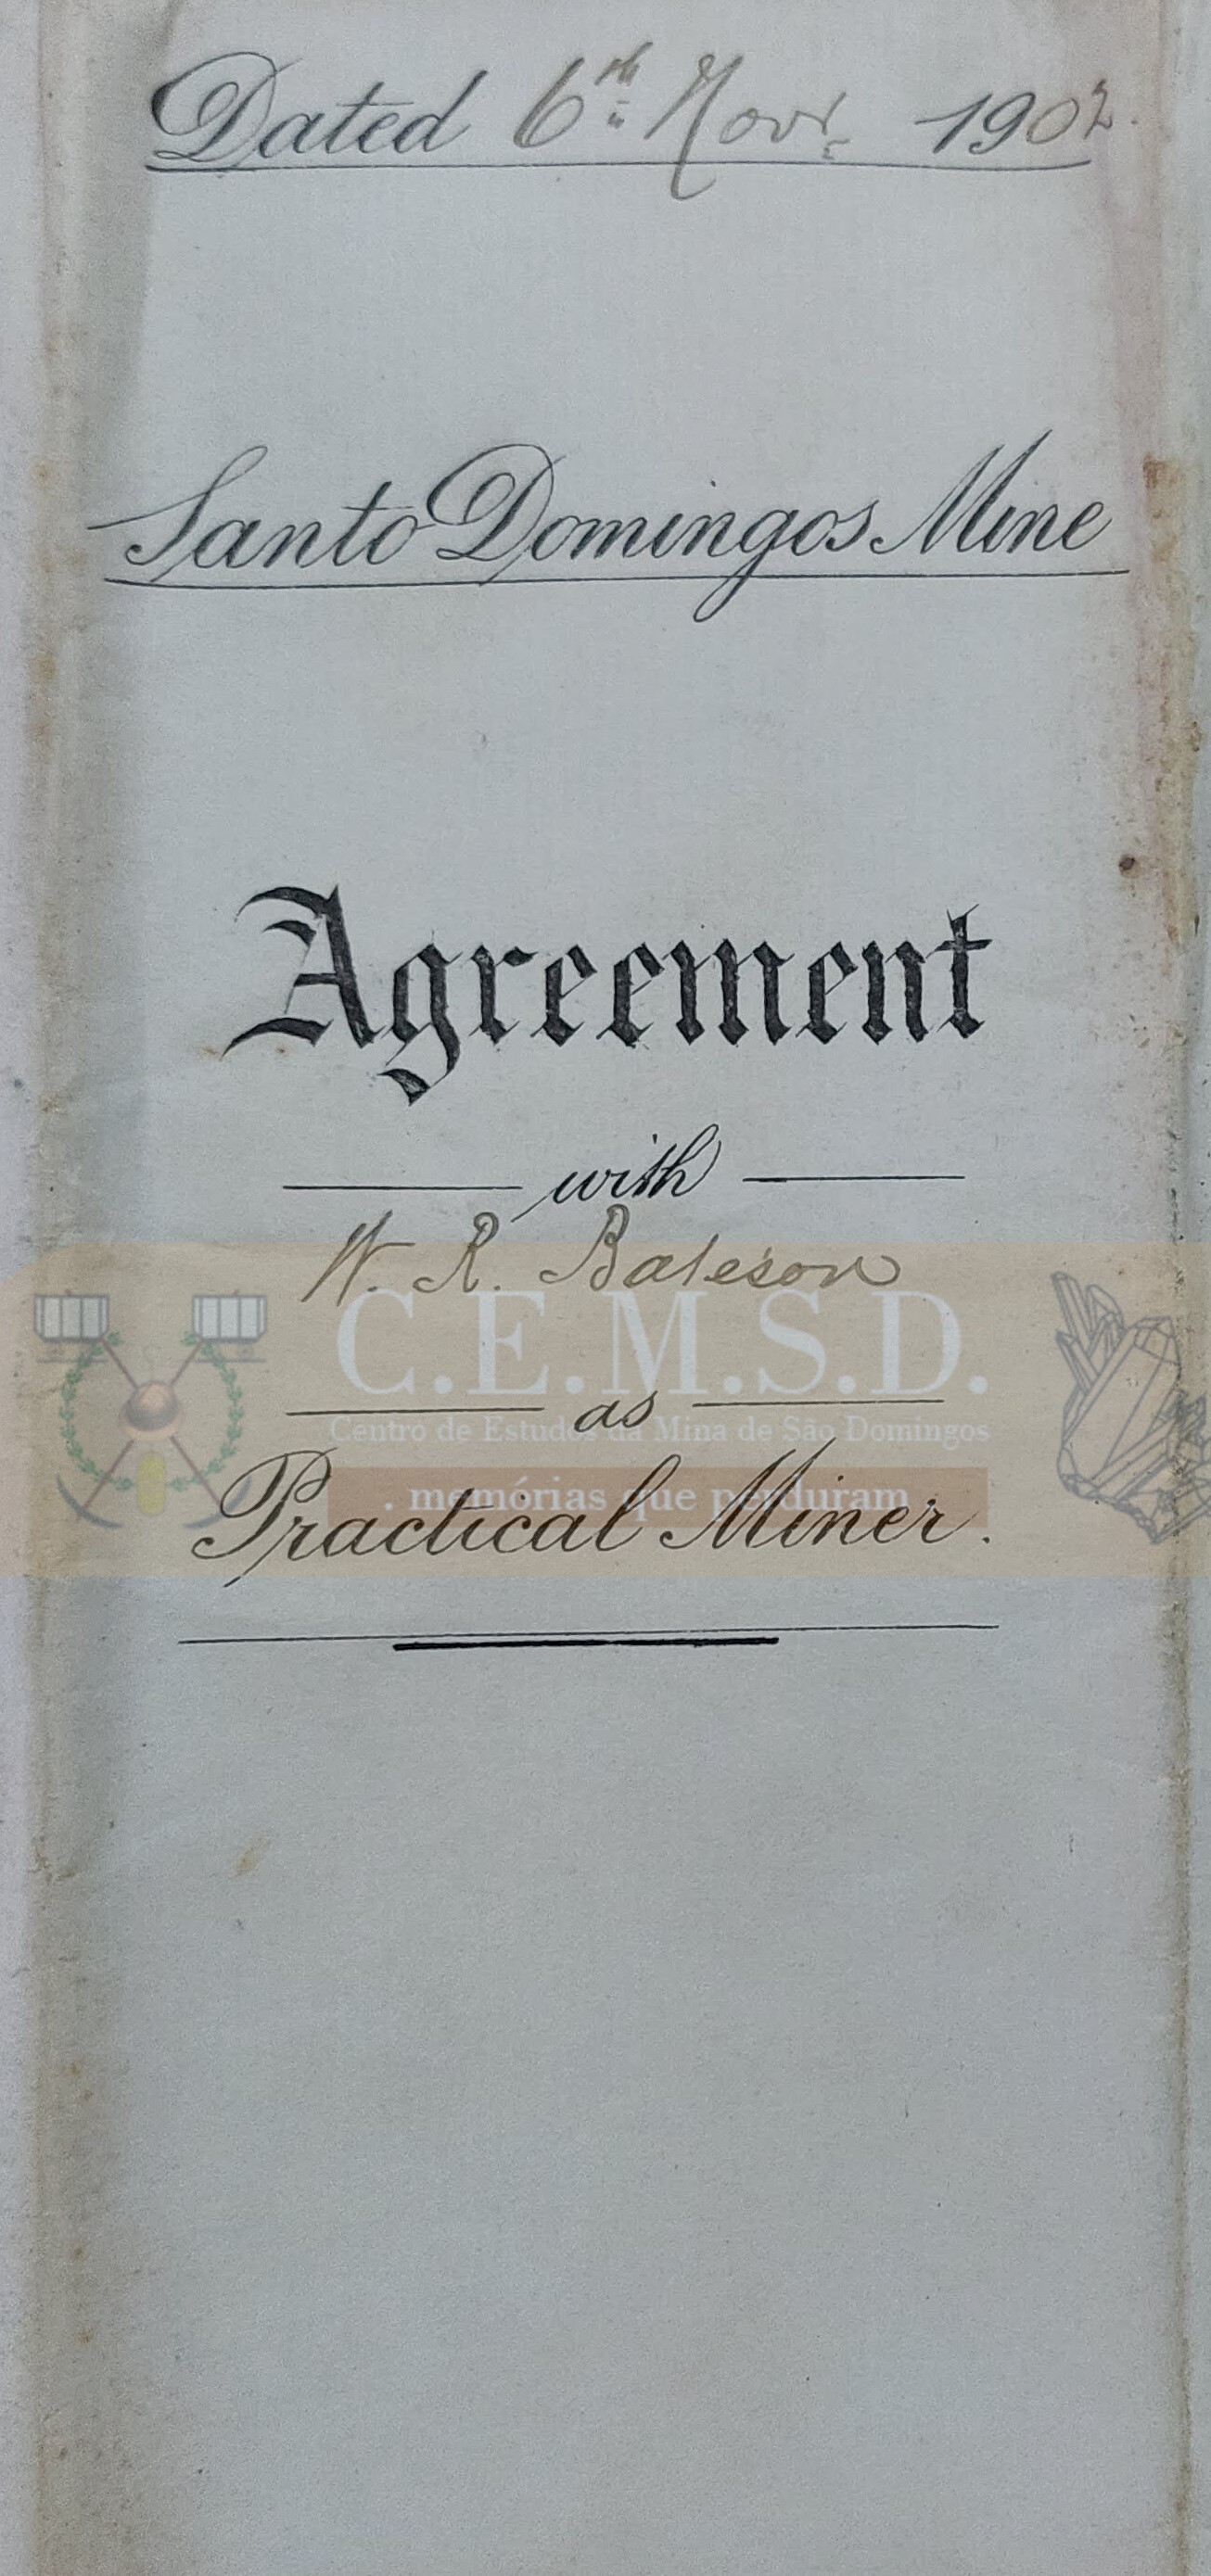 Dated 6th Novr. 1902.
Santo Domingos Mine
Agreement
with
W. R. Bateson
C.E.M.S.D.
as
Centro de Estudos da Mina de São Domingos
. memórias que perduram
Practical Miner.